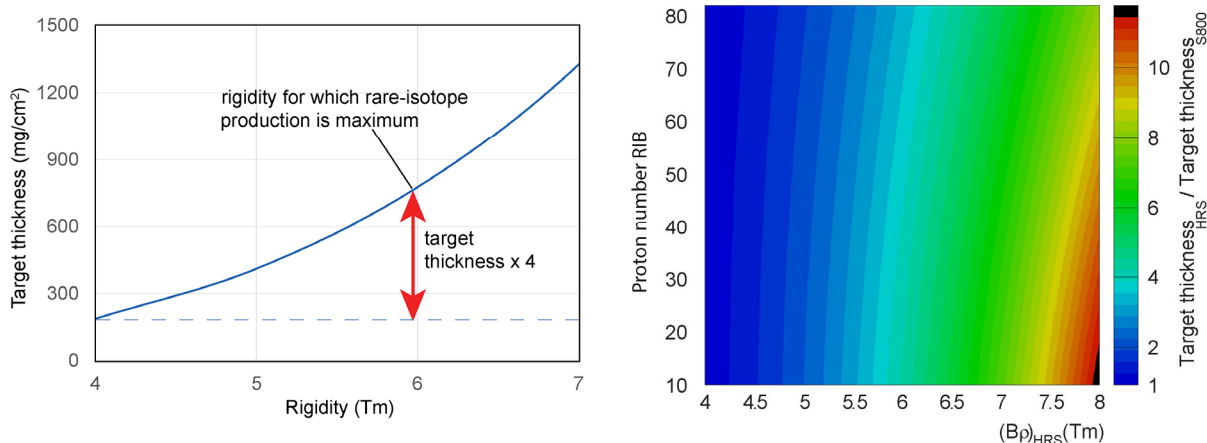 Target thickness (mg/cm²)
1500
1200
900
600
300
0
rigidity for which rare-isotope
production is maximum
target
thickness x 4
4 5 6 7
Rigidity (Tm)
Proton number RIB
80
70
60
50
40
30
20
10
4 4.5 5 5.5 6 6.5 7 7.5 8
(Bρ)HRS(Tm)
10
8
6
4
2
1
Target thicknessHRS / Target thicknessS800